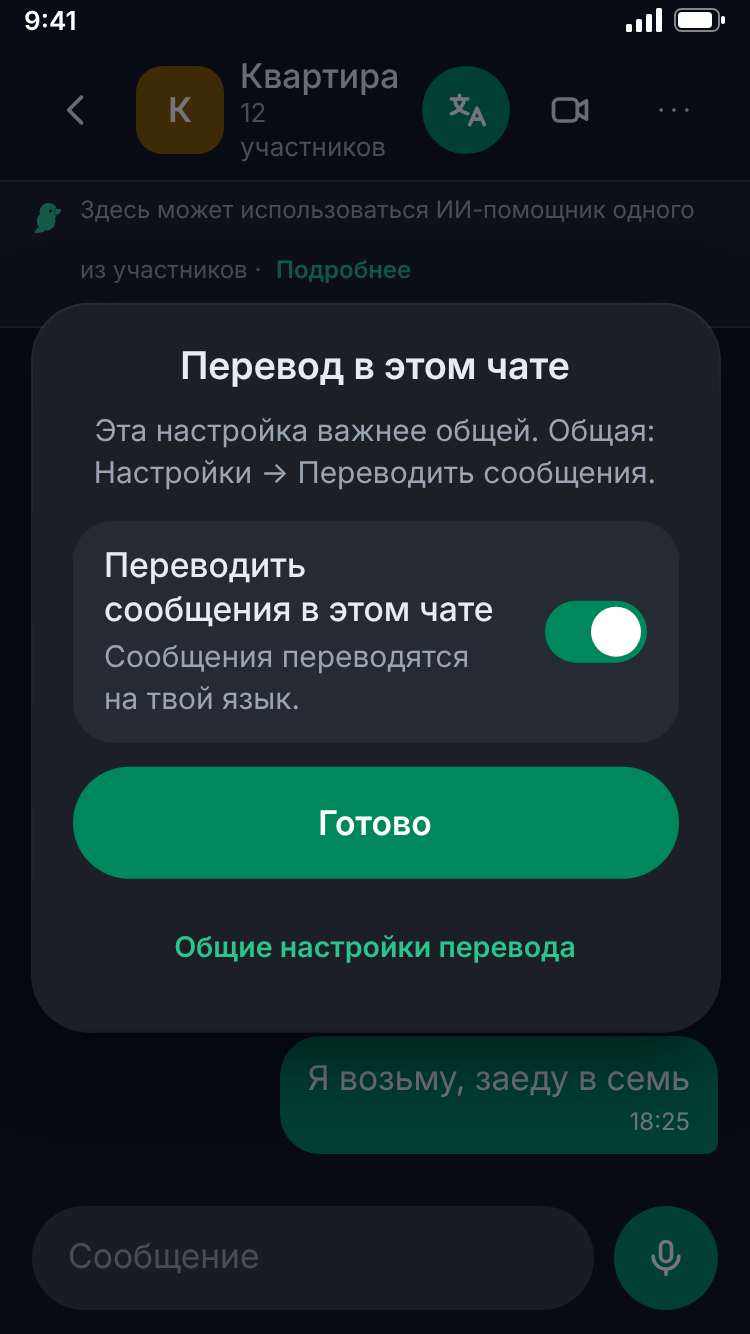 9:41
К
Квартира
12
участников
Здесь может использоваться ИИ-помощник одного
из участников · Подробнее
Перевод в этом чате
Эта настройка важнее общей. Общая:
Настройки → Переводить сообщения.
Переводить
сообщения в этом чате
Сообщения переводятся
на твой язык.
Готово
Общие настройки перевода
Я возьму, заеду в семь
18:25
Сообщение